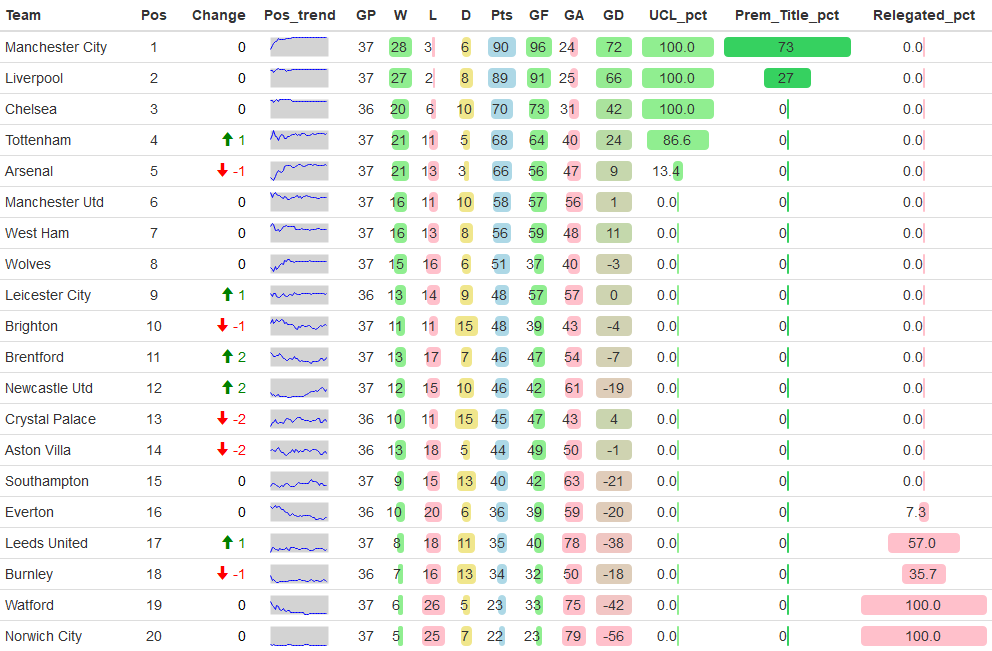 Team Pos Change Pos_trend GP W L D Pts GF GA GD UCL_pct Prem_Title_pct Relegated_pct
Manchester City 1 0 37 28 3 6 90 96 24 72 100.0 73 0.0
Liverpool 2 0 37 27 2 8 89 91 25 66 100.0 27 0.0
Chelsea 3 0 36 20 6 10 70 73 31 42 100.0 0 0.0
Tottenham 4 1 37 21 11 5 68 64 40 24 86.6 0 0.0
Arsenal 5 -1 37 21 13 3 66 56 47 9 13.4 0 0.0
Manchester Utd 6 0 37 16 11 10 58 57 56 1 0.0 0 0.0
West Ham 7 0 37 16 13 8 56 59 48 11 0.0 0 0.0
Wolves 8 0 37 15 16 6 51 37 40 -3 0.0 0 0.0
Leicester City 9 1 36 13 14 9 48 57 57 0 0.0 0 0.0
Brighton 10 -1 37 11 11 15 48 39 43 -4 0.0 0 0.0
Brentford 11 2 37 13 17 7 46 47 54 -7 0.0 0 0.0
Newcastle Utd 12 2 37 12 15 10 46 42 61 -19 0.0 0 0.0
Crystal Palace 13 -2 36 10 11 15 45 47 43 4 0.0 0 0.0
Aston Villa 14 -2 36 13 18 5 44 49 50 -1 0.0 0 0.0
Southampton 15 0 37 9 15 13 40 42 63 -21 0.0 0 0.0
Everton 16 0 36 10 20 6 36 39 59 -20 0.0 0 7.3
Leeds United 17 1 37 8 18 11 35 40 78 -38 0.0 0 57.0
Burnley 18 -1 36 7 16 13 34 32 50 -18 0.0 0 35.7
Watford 19 0 37 6 26 5 23 33 75 -42 0.0 0 100.0
Norwich City 20 0 37 5 25 7 22 23 79 -56 0.0 0 100.0